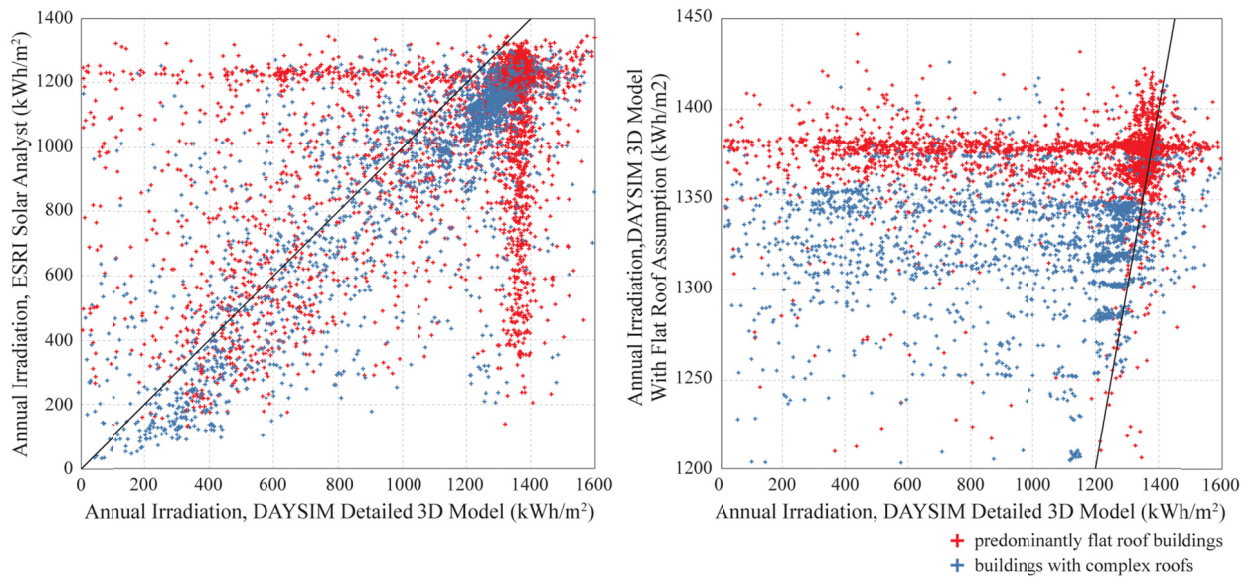 Annual Irradiation, ESRI Solar Analyst (kWh/m²)
1400
1200
1000
800
600
400
200
0
0 200 400 600 800 1000 1200 1400 1600
Annual Irradiation, DAYSIM Detailed 3D Model (kWh/m²)
Annual Irradiation,DAYSIM 3D Model
With Flat Roof Assumption (kWh/m2)
1450
1400
1350
1300
1250
1200
0 200 400 600 800 1000 1200 1400 1600
Annual Irradiation, DAYSIM Detailed 3D Model (kWh/m²)
predominantly flat roof buildings
buildings with complex roofs